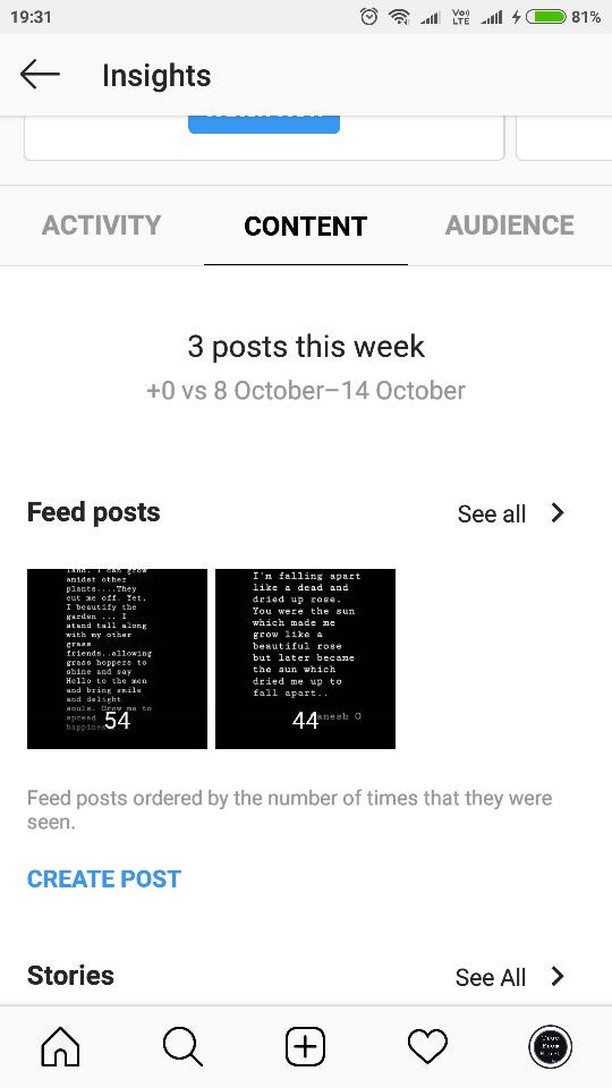 19:31
Vo))
LTE
81%
Insights
ACTIVITY
CONTENT
AUDIENCE
3 posts this week
+0 vs 8 October–14 October
Feed posts
See all
land. I can grow
amidst other
plants....They
cut me off. Yet,
I beautify the
garden ... I
stand tall along
with my other
grass
friends..allowing
grass hoppers to
shine and say
Hello to the men
and bring smile
and delight
souls. Grow me to
spread
happiness
54
I'm falling apart
like a dead and
dried up rose.
You were the sun
which made me
grow like a
beautiful rose
but later became
the sun which
dried me up to
fall apart..
44
anesh G
Feed posts ordered by the number of times that they were
seen.
CREATE POST
Stories
See All